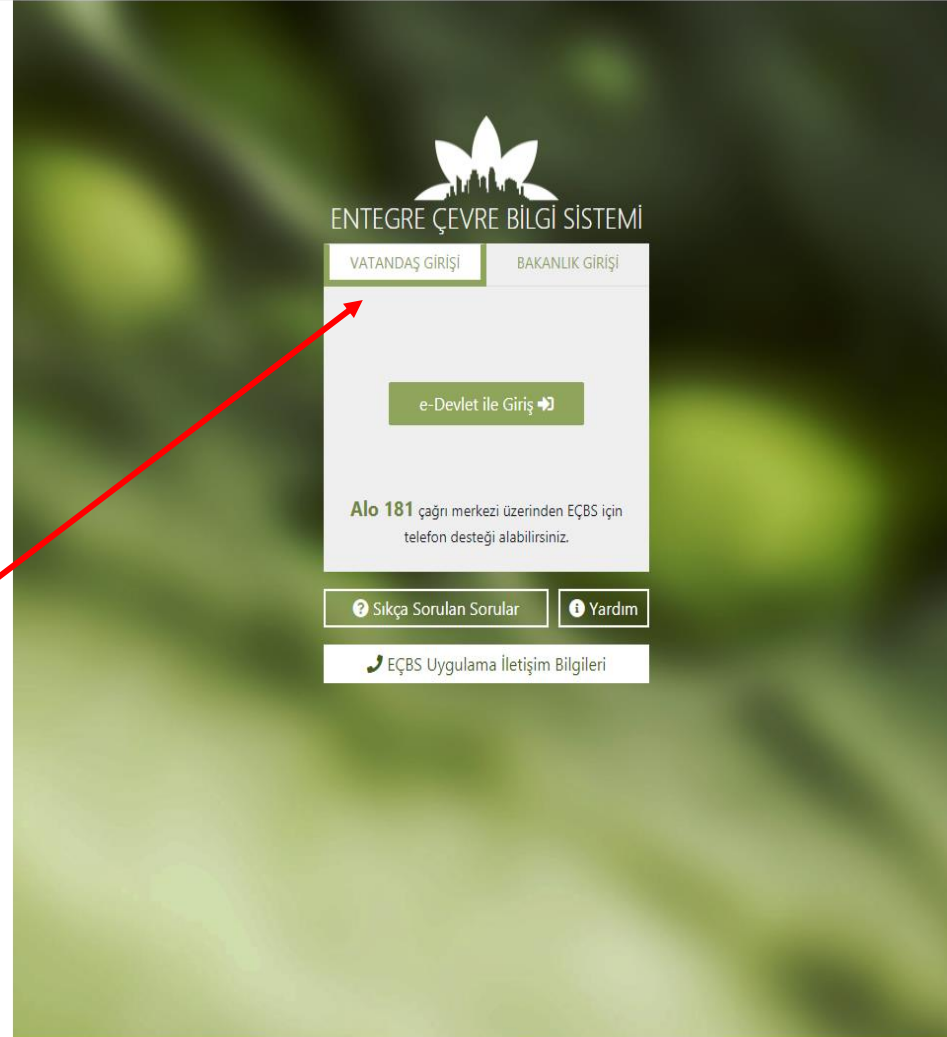 ENTEGRE ÇEVRE BİLGİ SİSTEMİ
VATANDAŞ GİRİŞİ BAKANLIK GİRİŞİ
e-Devlet ile Giriş
Alo 181 çağrı merkezi üzerinden EÇBS için
telefon desteği alabilirsiniz.
Sıkça Sorulan Sorular Yardım
EÇBS Uygulama İletişim Bilgileri